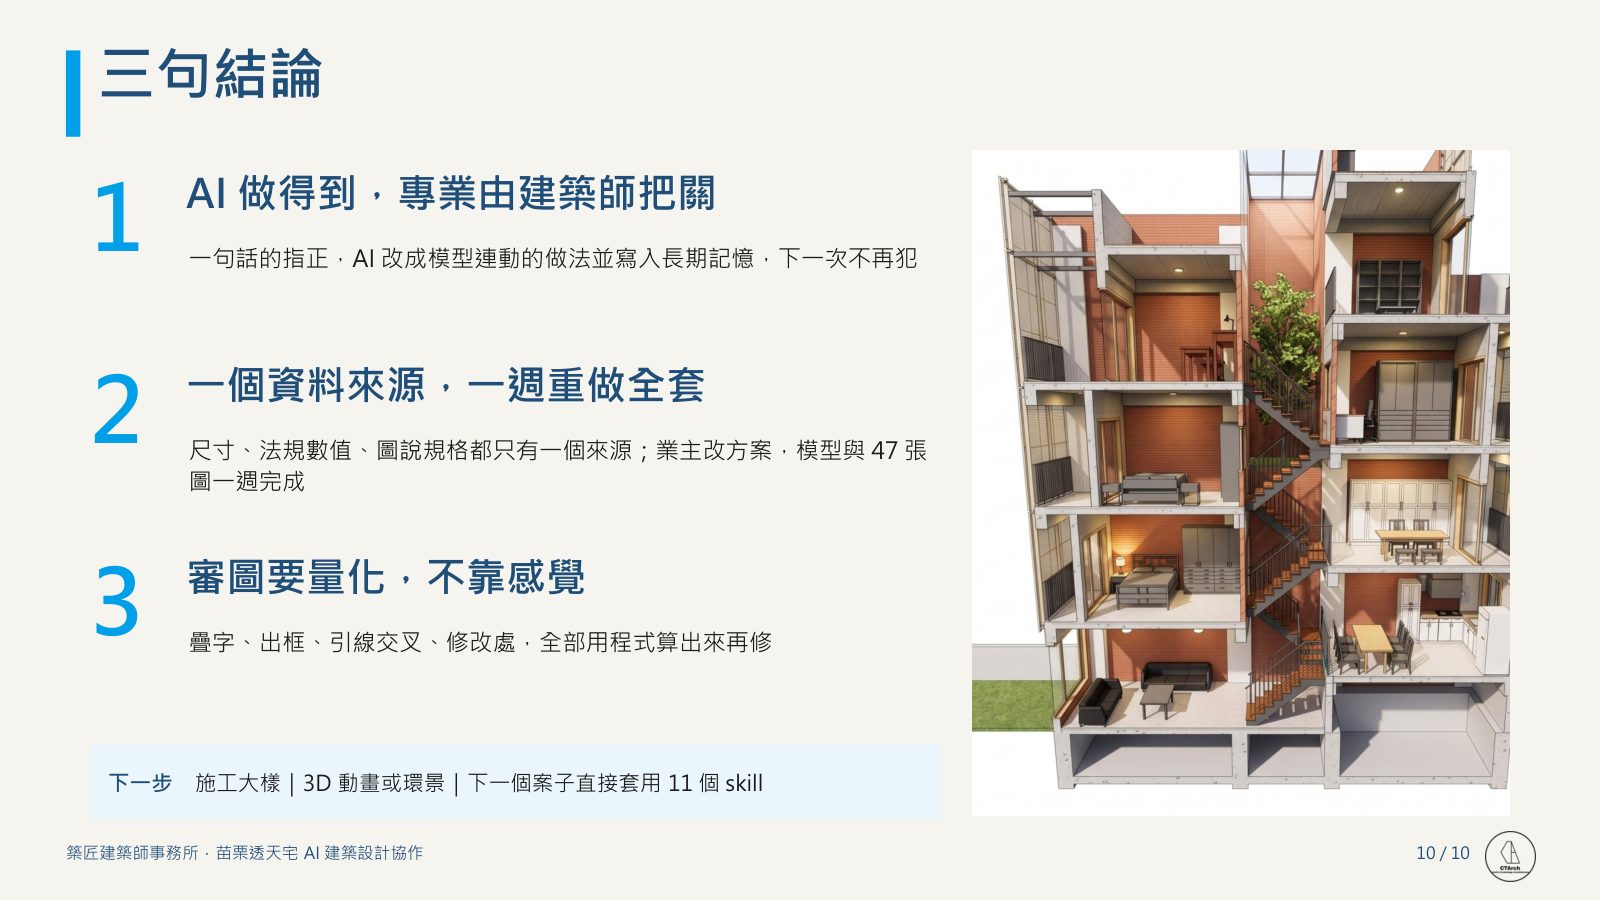 三句結論
1
AI 做得到，專業由建築師把關
一句話的指正，AI 改成模型連動的做法並寫入長期記憶，下一次不再犯
2
一個資料來源，一週重做全套
尺寸、法規數值、圖說規格都只有一個來源；業主改方案，模型與 47 張
圖一週完成
3
審圖要量化，不靠感覺
疊字、出框、引線交叉、修改處，全部用程式算出來再修
下一步 施工大樣 | 3D 動畫或環景 | 下一個案子直接套用 11 個 skill
築匠建築師事務所．苗栗透天宅 AI 建築設計協作
10 / 10
CTArch